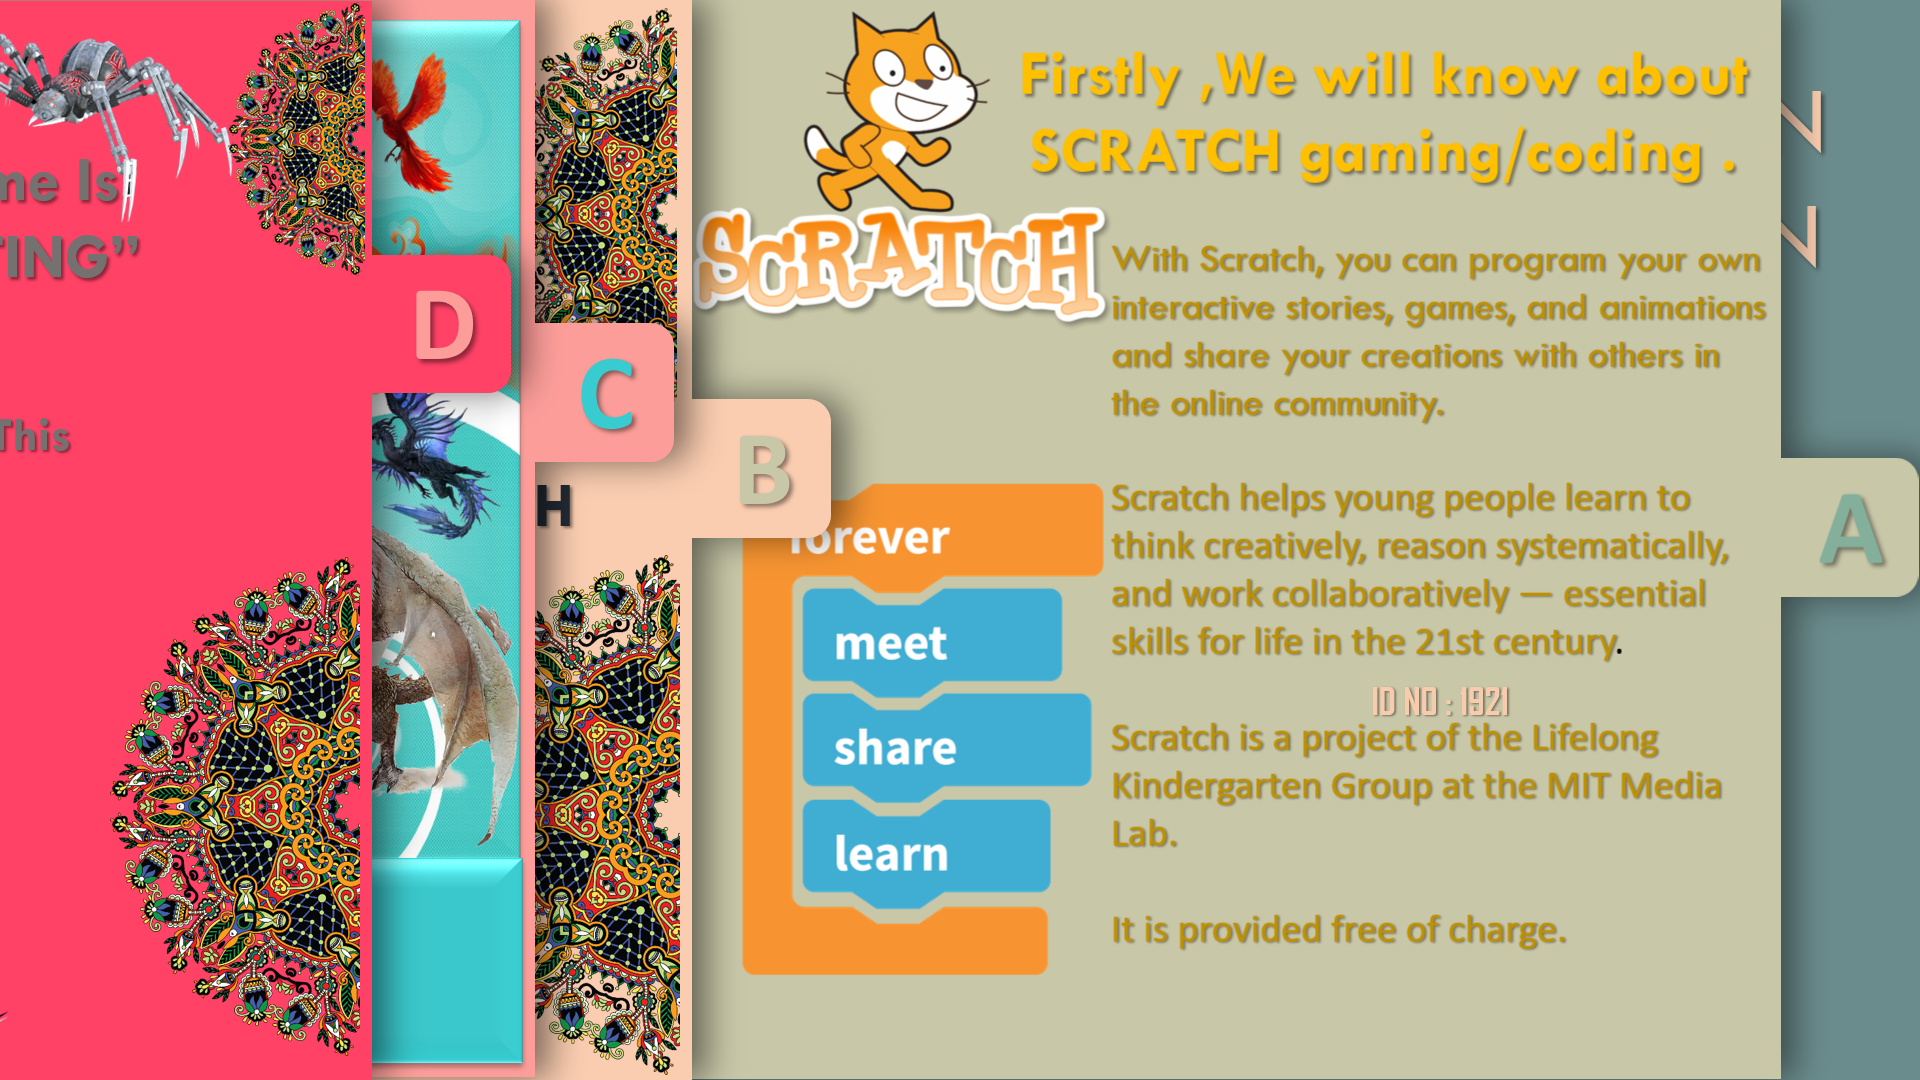 me Is
TING”
This
D
C
H
B
SCRATCH
Firstly ,We will know about
SCRATCH gaming/coding .
With Scratch, you can program your own
interactive stories, games, and animations
and share your creations with others in
the online community.
Scratch helps young people learn to
think creatively, reason systematically,
and work collaboratively — essential
skills for life in the 21st century.
ID NO : 1921
Scratch is a project of the Lifelong
Kindergarten Group at the MIT Media
Lab.
It is provided free of charge.
forever
meet
share
learn
N
N
A